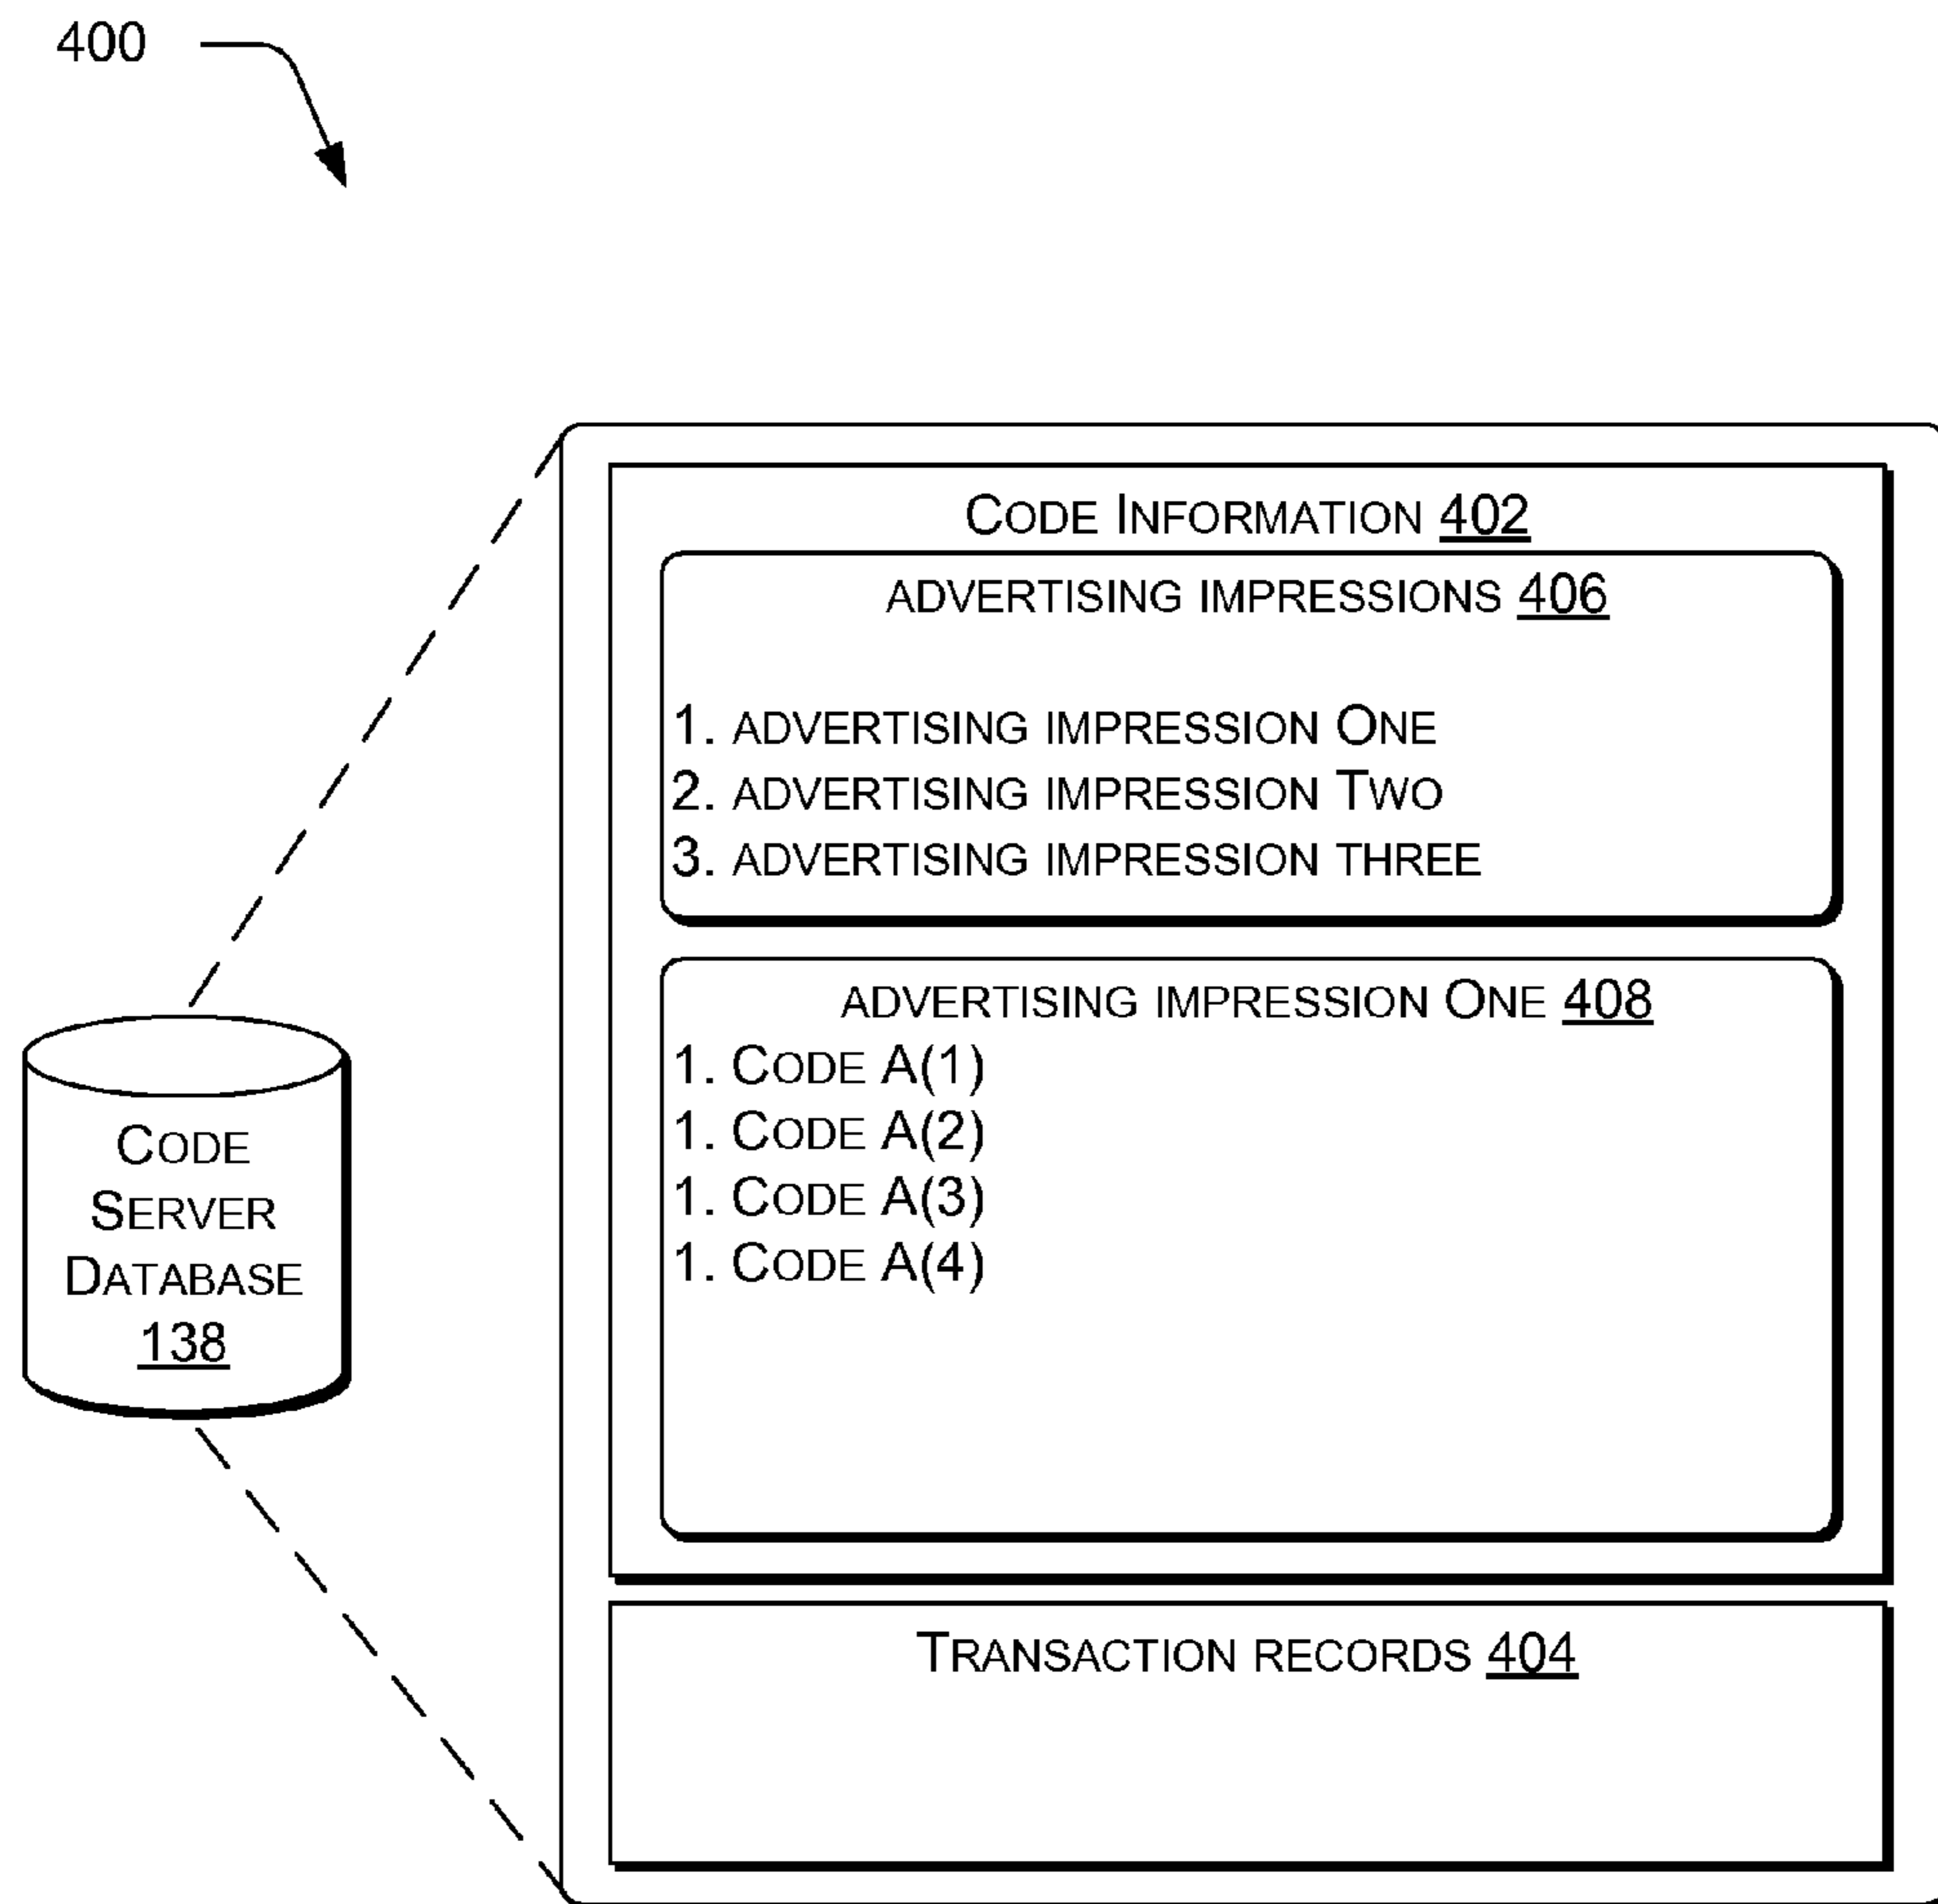 400
CODE INFORMATION 402
ADVERTISING IMPRESSIONS 406
1. ADVERTISING IMPRESSION ONE
2. ADVERTISING IMPRESSION TWO
3. ADVERTISING IMPRESSION THREE
ADVERTISING IMPRESSION ONE 408
1. CODE A(1)
1. CODE A(2)
1. CODE A(3)
1. CODE A(4)
CODE
SERVER
DATABASE
138
TRANSACTION RECORDS 404